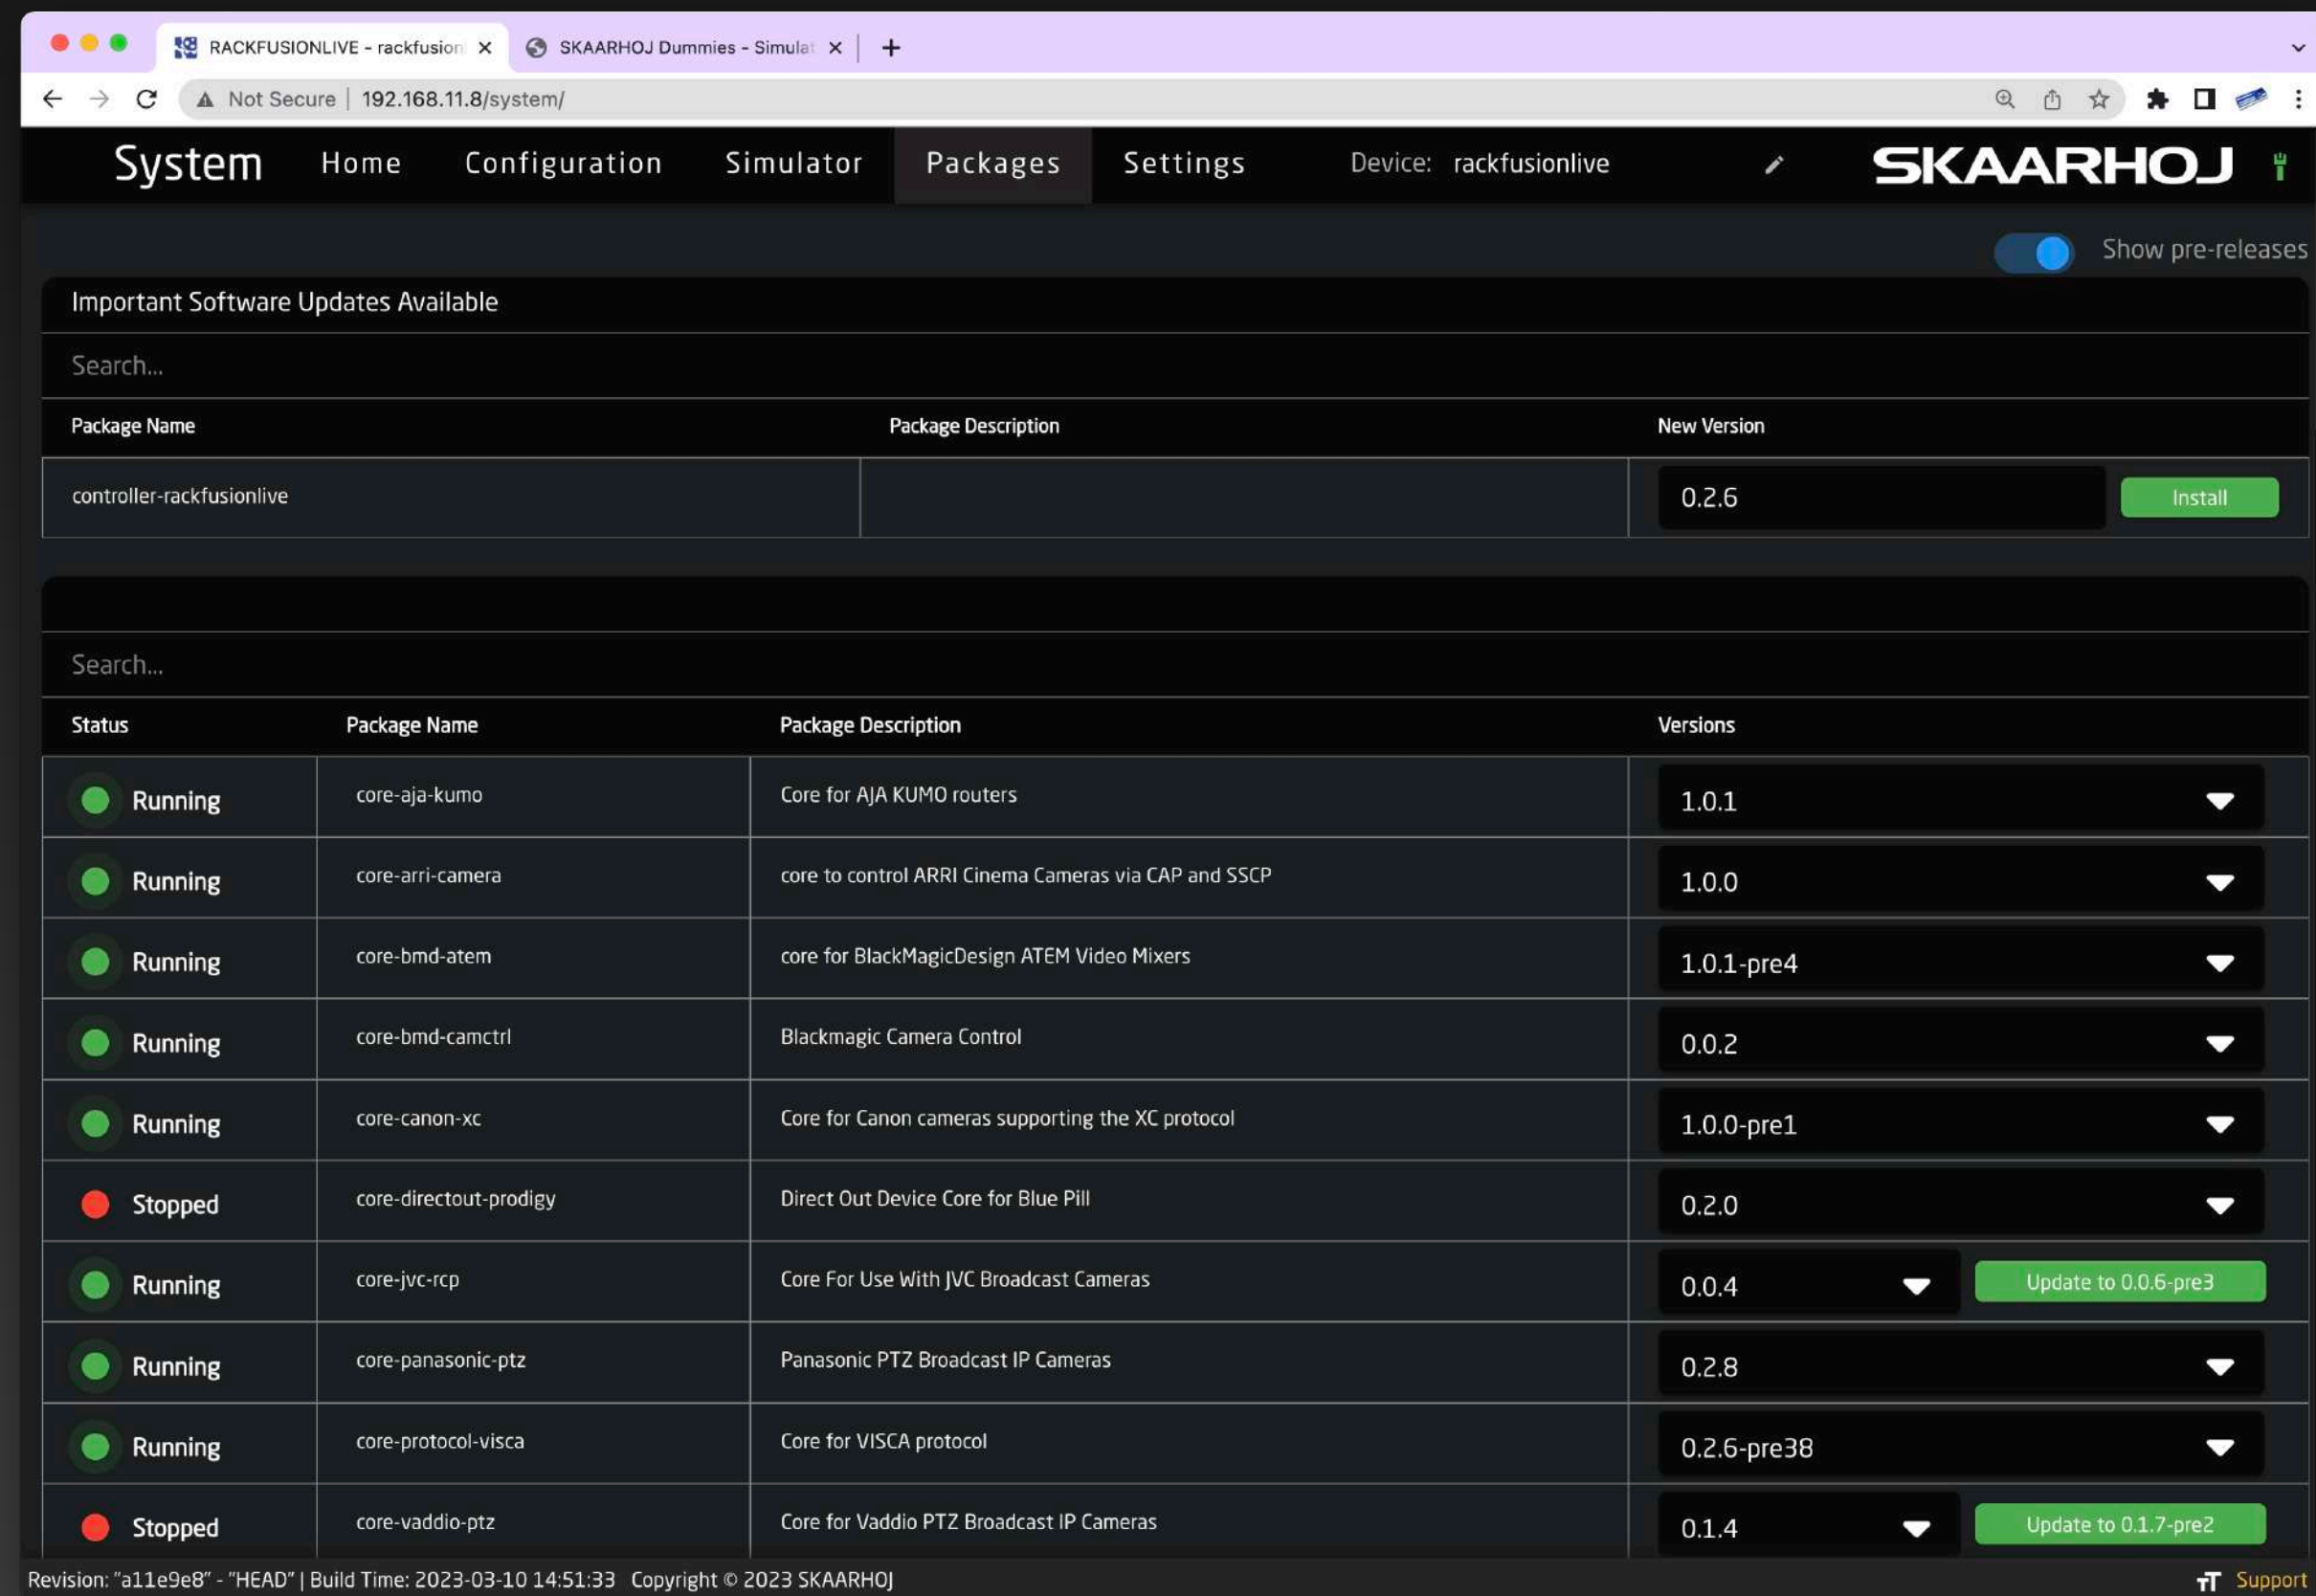 RACKFUSIONLIVE - rackfusion
SKAARHOJ Dummies - Simulat
Not Secure | 192.168.11.8/system/
System Home Configuration Simulator Packages Settings Device: rackfusionlive SKAARHOJ
Show pre-releases
Important Software Updates Available
Search...
Package Name Package Description New Version
controller-rackfusionlive 0.2.6 Install
Search...
Status Package Name Package Description Versions
Running core-aja-kumo Core for AJA KUMO routers 1.0.1
Running core-arri-camera core to control ARRI Cinema Cameras via CAP and SSCP 1.0.0
Running core-bmd-atem core for BlackMagicDesign ATEM Video Mixers 1.0.1-pre4
Running core-bmd-camctrl Blackmagic Camera Control 0.0.2
Running core-canon-xc Core for Canon cameras supporting the XC protocol 1.0.0-pre1
Stopped core-directout-prodigy Direct Out Device Core for Blue Pill 0.2.0
Running core-jvc-rcp Core For Use With JVC Broadcast Cameras 0.0.4 Update to 0.0.6-pre3
Running core-panasonic-ptz Panasonic PTZ Broadcast IP Cameras 0.2.8
Running core-protocol-visca Core for VISCA protocol 0.2.6-pre38
Stopped core-vaddio-ptz Core for Vaddio PTZ Broadcast IP Cameras 0.1.4 Update to 0.1.7-pre2
Revision: "a11e9e8" - "HEAD" | Build Time: 2023-03-10 14:51:33 Copyright © 2023 SKAARHOJ TT Support